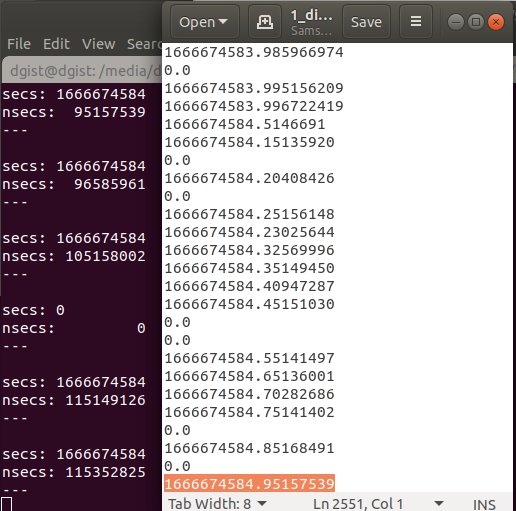 File Edit View Searc
dgist@dgist: /media/d
secs: 1666674584
nsecs:  95157539
---
secs: 1666674584
nsecs:  96585961
---
secs: 1666674584
nsecs: 105158002
---
secs: 0
nsecs:         0
---
secs: 1666674584
nsecs: 115149126
---
secs: 1666674584
nsecs: 115352825
---
Open
1_di...
Sams...
Save
1666674583.985966974
0.0
1666674583.995156209
1666674583.996722419
1666674584.5146691
1666674584.15135920
0.0
1666674584.20408426
0.0
1666674584.25156148
1666674584.23025644
1666674584.32569996
1666674584.35149450
1666674584.40947287
1666674584.45151030
0.0
0.0
1666674584.55141497
1666674584.65136001
1666674584.70282686
1666674584.75141402
0.0
1666674584.85168491
0.0
1666674584.95157539
Tab Width: 8
Ln 2551, Col 1
INS